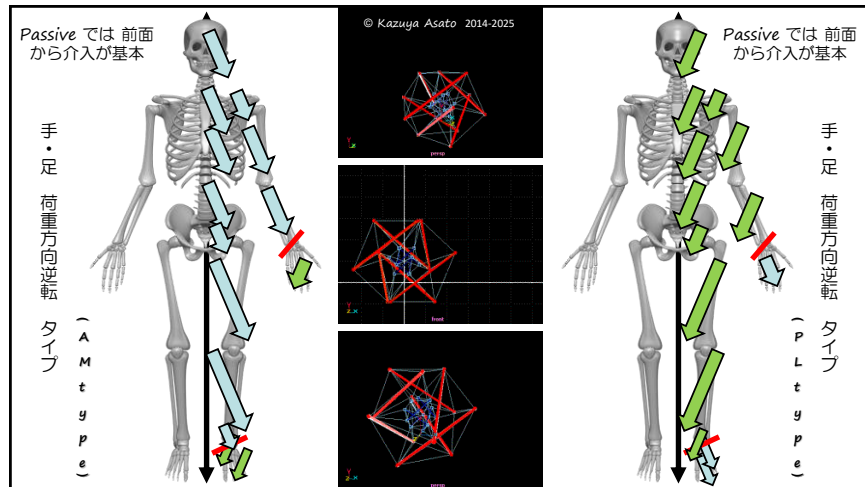 Passive では 前面
から介入が基本
手・足 荷重方向逆転 タイプ
(AMtype)
© Kazuya Asato 2014-2025
persp
front
persp
Passive では 前面
から介入が基本
手・足 荷重方向逆転 タイプ
(PLtype)